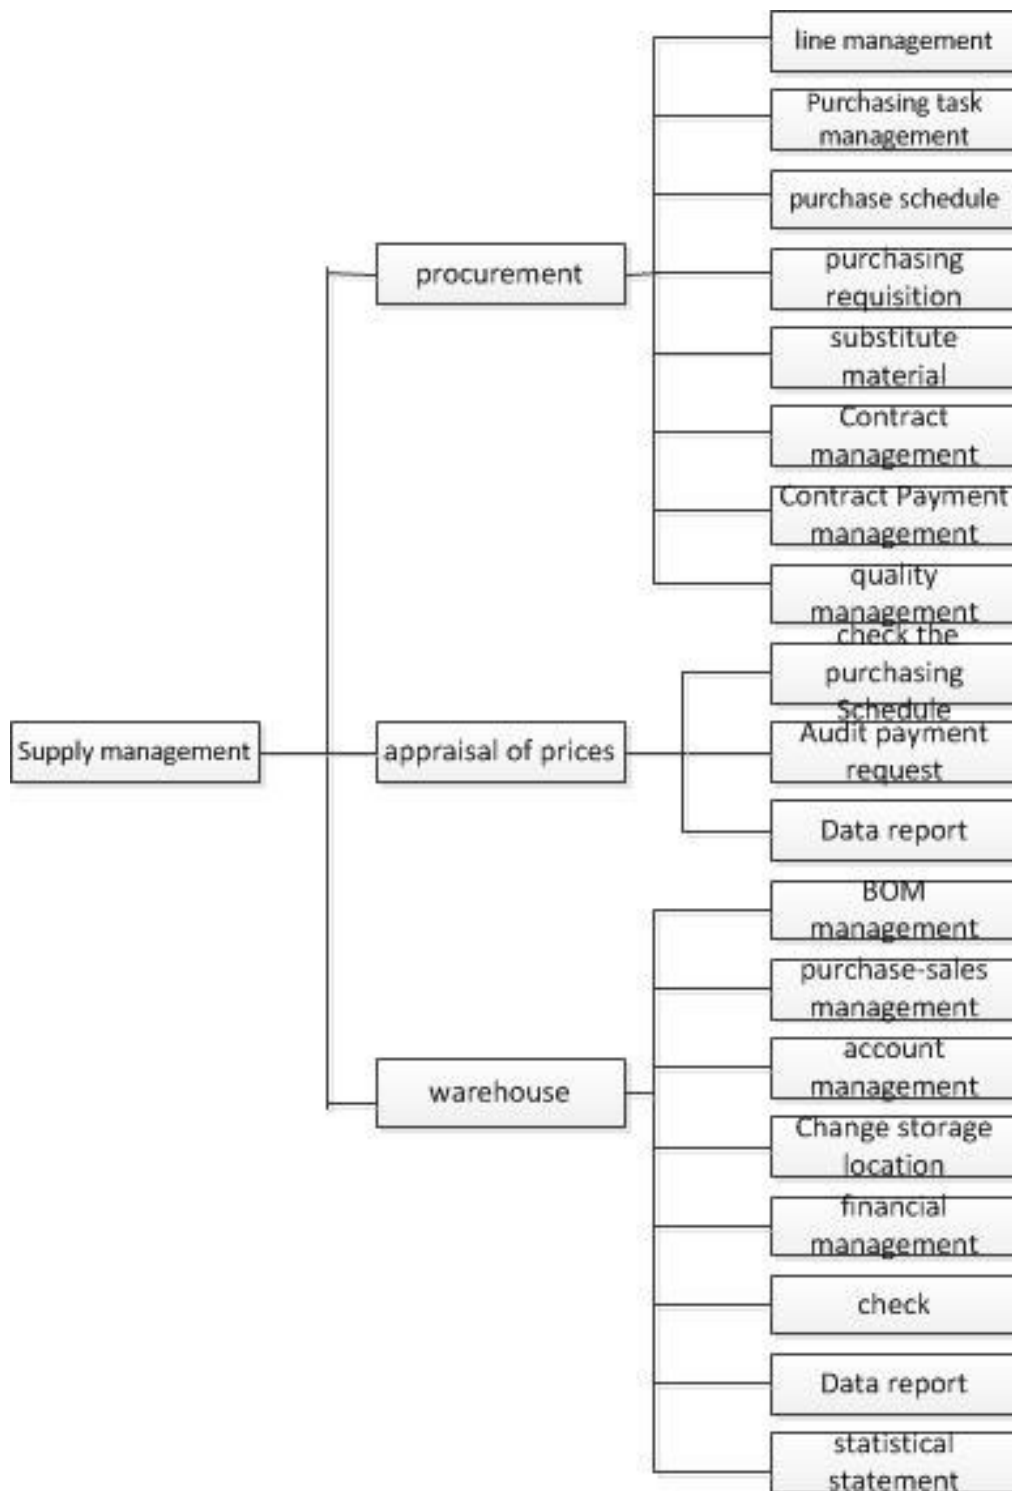 line management
Purchasing task
management
purchase schedule
procurement
purchasing
requisition
substitute
material
Contract
management
Contract Payment
management
quality
management
check the
purchasing
Schedule
Supply management
appraisal of prices
Audit payment
request
Data report
BOM
management
purchase-sales
management
account
management
warehouse
Change storage
location
financial
management
check
Data report
statistical
statement